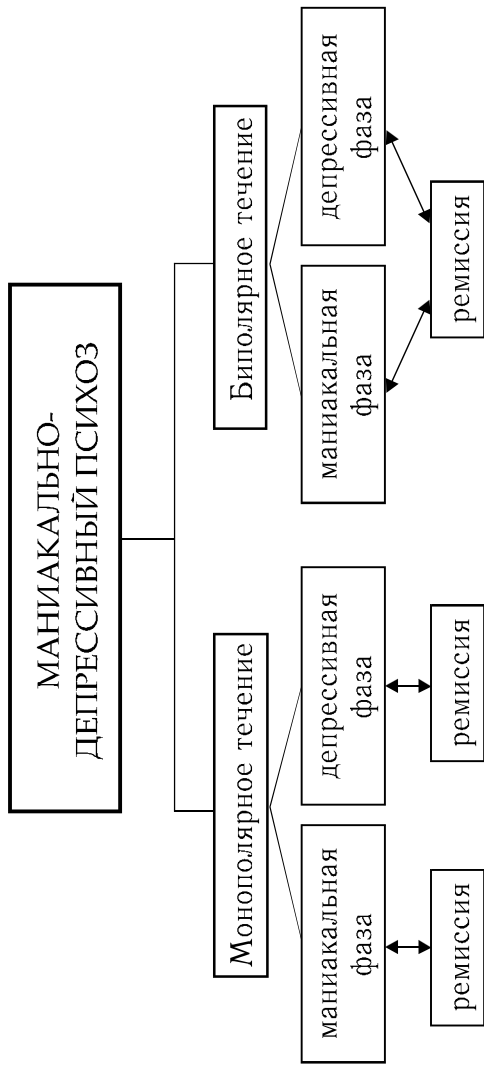 МАНИАКАЛЬНО-
ДЕПРЕССИВНЫЙ ПСИХОЗ
Монополярное течение
Биполярное течение
маниакальная
фаза
депрессивная
фаза
маниакальная
фаза
депрессивная
фаза
ремиссия
ремиссия
ремиссия